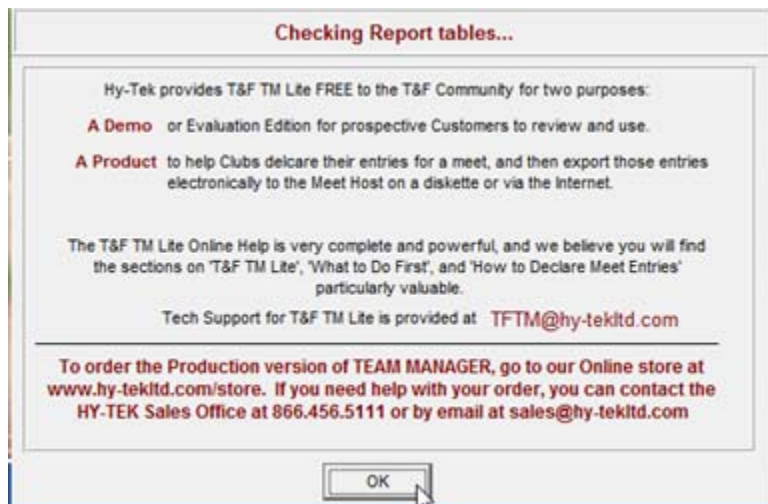 Checking Report tables...
Hy-Tek provides T&F TM Lite FREE to the T&F Community for two purposes:
A Demo or Evaluation Edition for prospective Customers to review and use.
A Product to help Clubs delcare their entries for a meet, and then export those entries
electronically to the Meet Host on a diskette or via the Internet.
The T&F TM Lite Online Help is very complete and powerful, and we believe you will find
the sections on 'T&F TM Lite', 'What to Do First', and 'How to Declare Meet Entries'
particularly valuable.
Tech Support for T&F TM Lite is provided at TFTM@hy-tekltd.com
To order the Production version of TEAM MANAGER, go to our Online store at
www.hy-tekltd.com/store. If you need help with your order, you can contact the
HY-TEK Sales Office at 866.456.5111 or by email at sales@hy-tekltd.com
OK